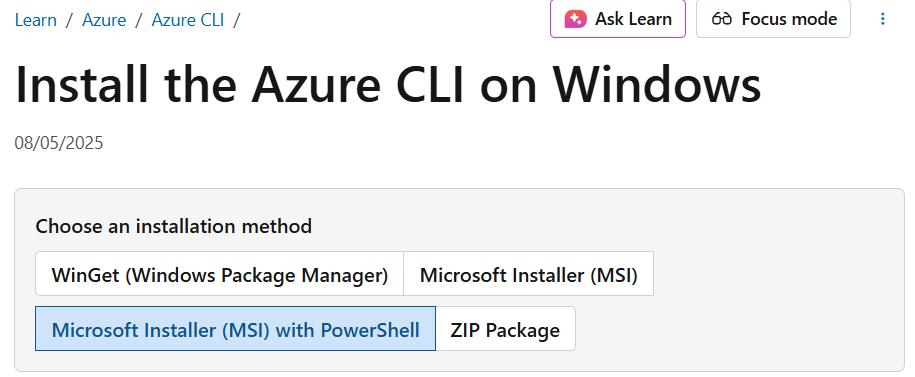 Learn / Azure / Azure CLI /
Ask Learn
Focus mode
Install the Azure CLI on Windows
08/05/2025
Choose an installation method
WinGet (Windows Package Manager)
Microsoft Installer (MSI)
Microsoft Installer (MSI) with PowerShell
ZIP Package